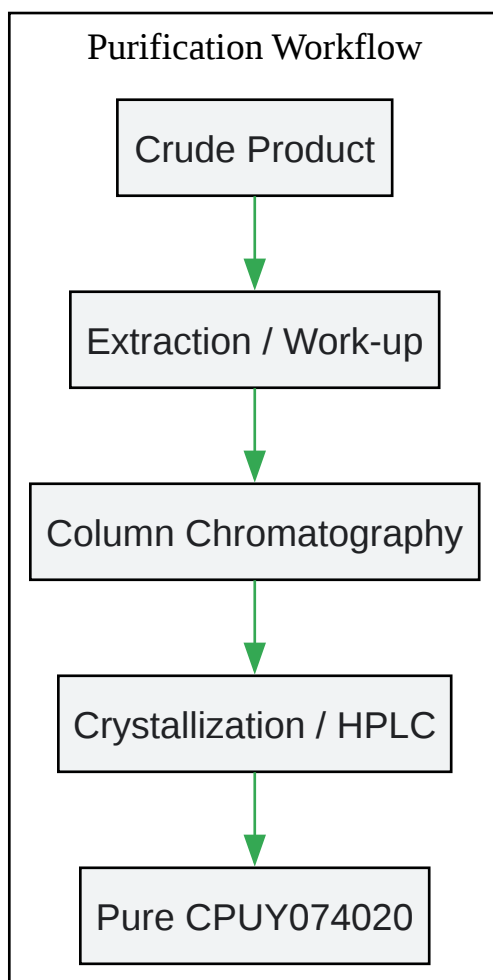 Purification Workflow
Crude Product
Extraction / Work-up
Column Chromatography
Crystallization / HPLC
Pure CPUY074020